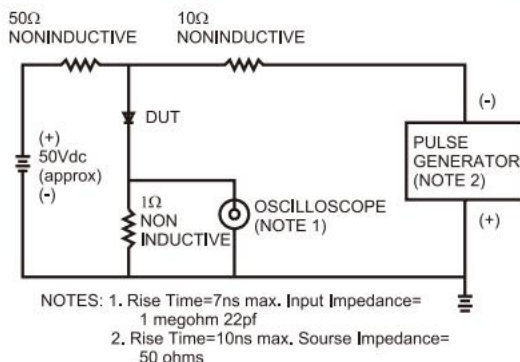 50Ω
NONINDUCTIVE
10Ω
NONINDUCTIVE
DUT
(+)
50Vdc
(approx)
(-)
1Ω
NON
INDUCTIVE
OSCILLOSCOPE
(NOTE 1)
(-)
PULSE
GENERATOR
(NOTE 2)
(+)
NOTES: 1. Rise Time=7ns max. Input Impedance=
1 megohm 22pf
2. Rise Time=10ns max. Sourse Impedance=
50 ohms